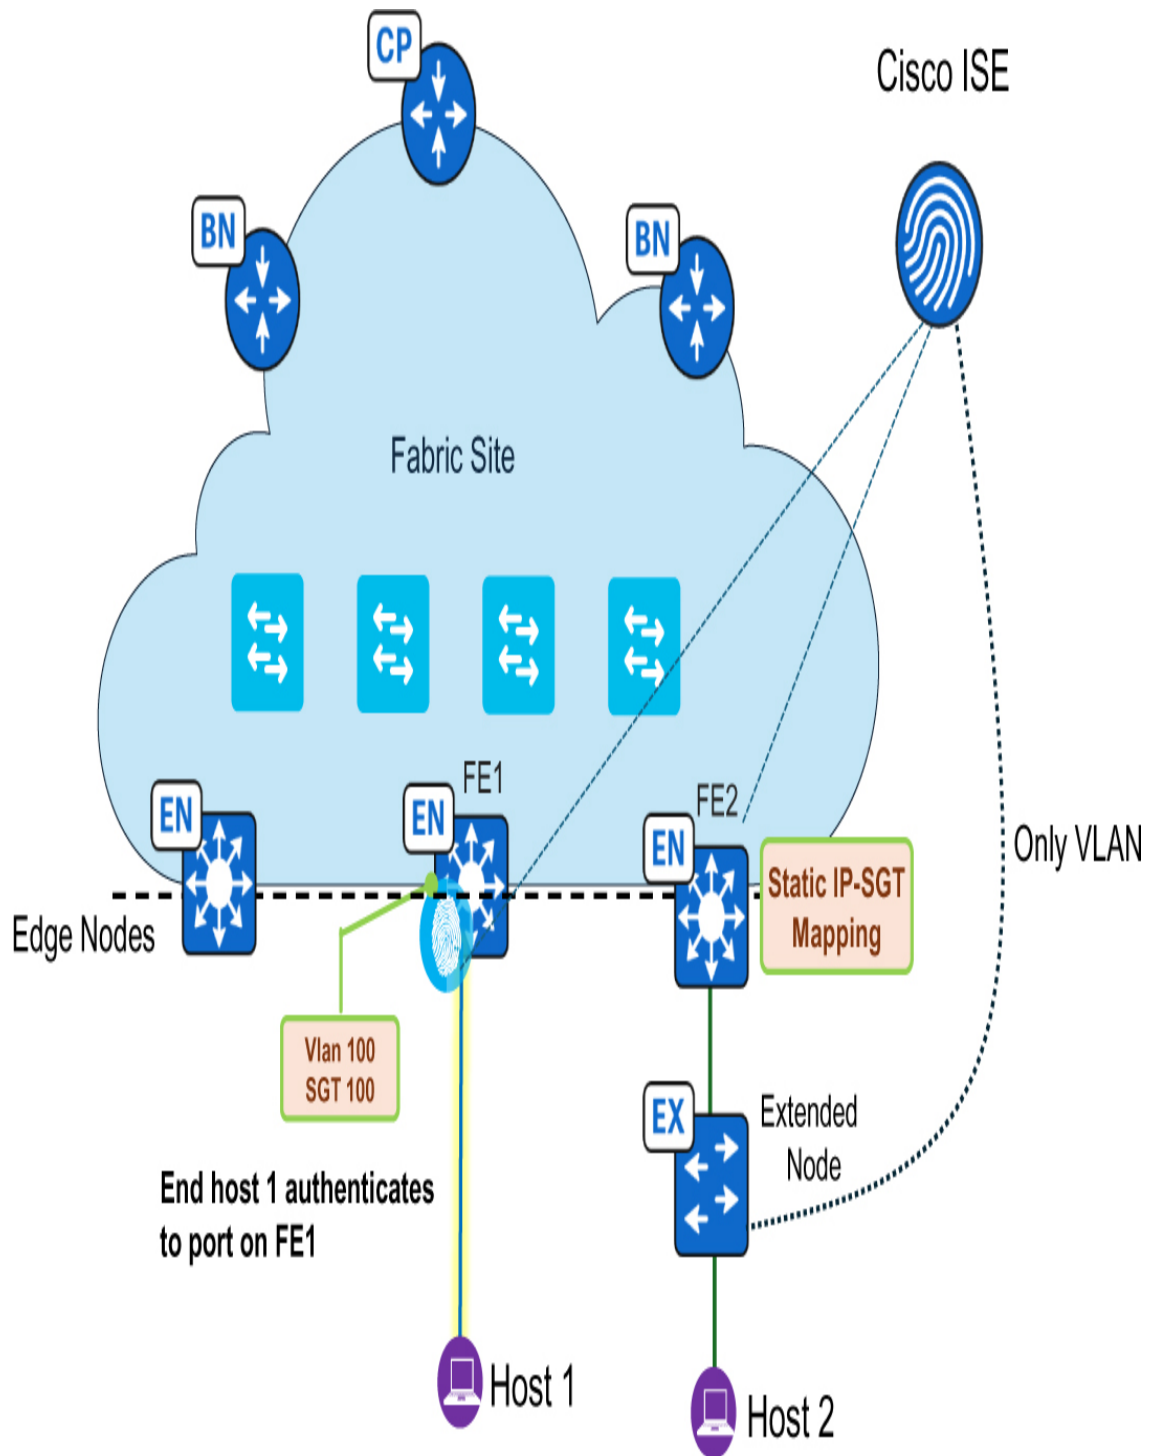 CP
Cisco ISE
BN
BN
Fabric Site
FE1
EN
EN
FE2
EN
Only VLAN
Static IP-SGT
Mapping
Edge Nodes
Vlan 100
SGT 100
EX
Extended
Node
End host 1 authenticates
to port on FE1
Host 1
Host 2